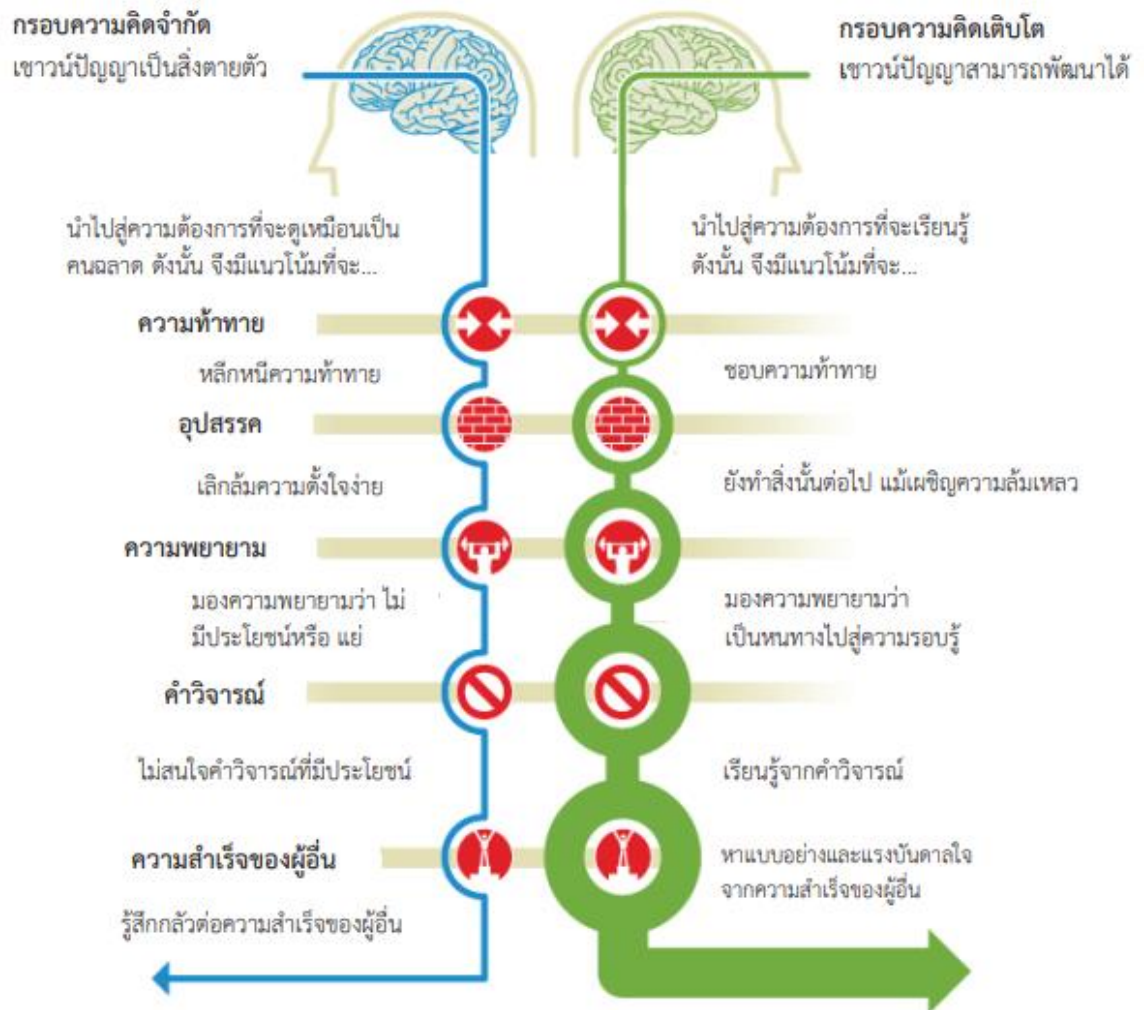 กรอบความคิดจำกัด
เชาวน์ปัญญาเป็นสิ่งตายตัว
กรอบความคิดเติบโต
เชาวน์ปัญญาสามารถพัฒนาได้
นำไปสู่ความต้องการที่จะดูเหมือนเป็น
คนฉลาด ดังนั้น จึงมีแนวโน้มที่จะ...
นำไปสู่ความต้องการที่จะเรียนรู้
ดังนั้น จึงมีแนวโน้มที่จะ...
ความท้าทาย
หลีกหนีความท้าทาย
ชอบความท้าทาย
อุปสรรค
เลิกล้มความตั้งใจง่าย
ยังทำสิ่งนั้นต่อไป แม้เผชิญความล้มเหลว
ความพยายาม
มองความพยายามว่า ไม่
มีประโยชน์หรือ แย่
มองความพยายามว่า
เป็นหนทางไปสู่ความรอบรู้
คำวิจารณ์
ไม่สนใจคำวิจารณ์ที่มีประโยชน์
เรียนรู้จากคำวิจารณ์
ความสำเร็จของผู้อื่น
รู้สึกกลัวต่อความสำเร็จของผู้อื่น
หาแบบอย่างและแรงบันดาลใจ
จากความสำเร็จของผู้อื่น